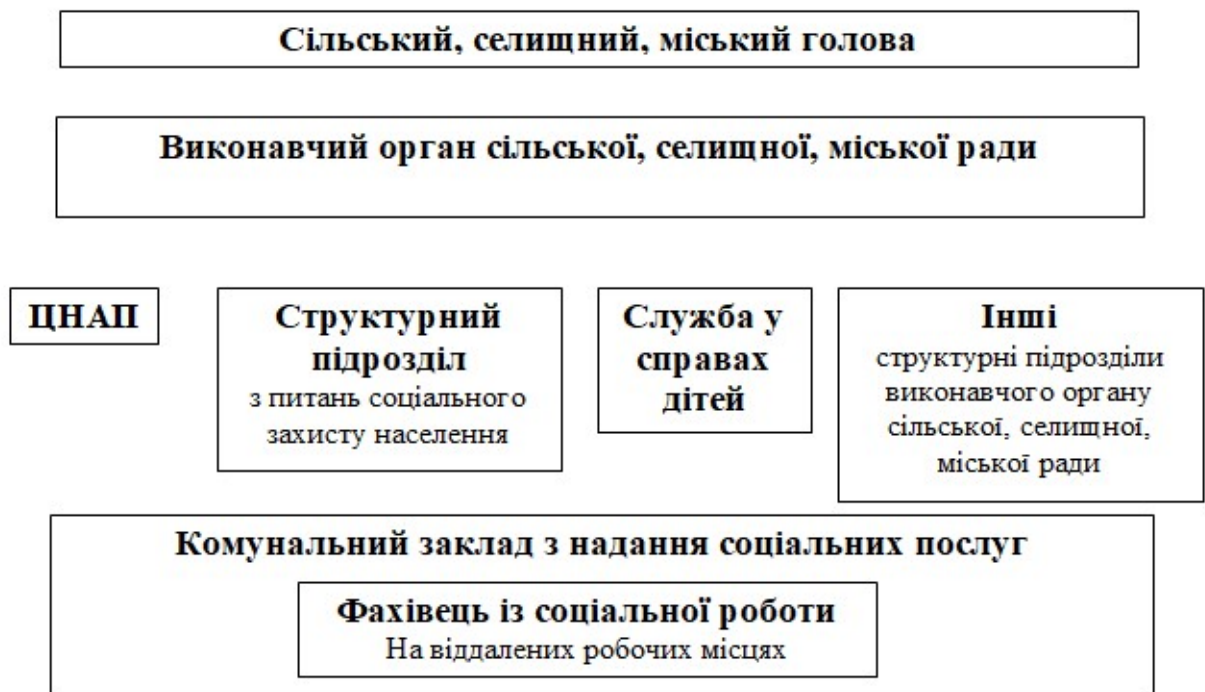 Сільський, селищний, міський голова
Виконавчий орган сільської, селищної, міської ради
ЦНАП
Структурний
підрозділ
з питань соціального
захисту населення
Служба у
справах
дітей
Інші
структурні підрозділи
виконавчого органу
сільської, селищної,
міської ради
Комунальний заклад з надання соціальних послуг
Фахівець із соціальної роботи
На віддалених робочих місцях